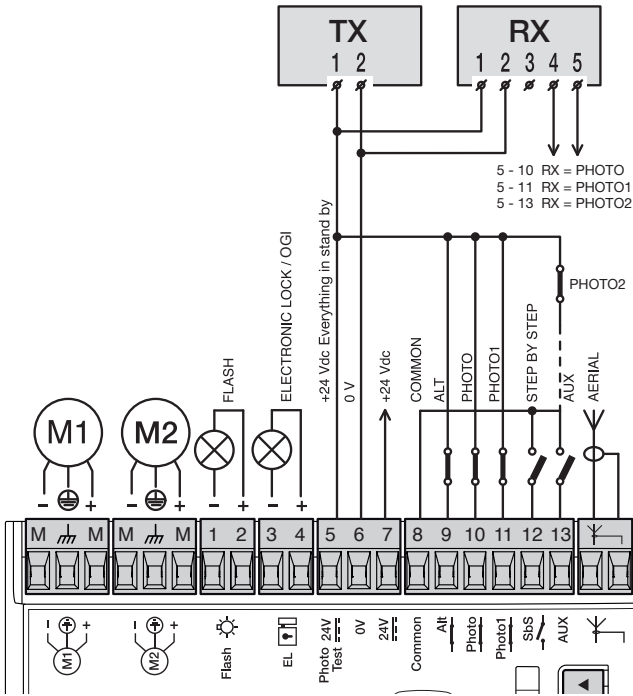 TX
1 2
RX
1 2 3 4 5
5 - 10 RX = PHOTO
5 - 11 RX = PHOTO1
5 - 13 RX = PHOTO2
PHOTO2
FLASH
ELECTRONIC LOCK / OGI
+24 Vdc Everything in stand by
0 V
+24 Vdc
COMMON
ALT
PHOTO
PHOTO1
STEP BY STEP
AUX
AERIAL
M1
M2
- +
- +
- +
- +
M M
M M
1 2
3 4
5 6 7
8 9 10 11 12 13
- +
M1
- +
M2
Flash
EL
Photo 24V
Test
0V
24V
Common
Alt
Photo
Photo1
SbS
AUX